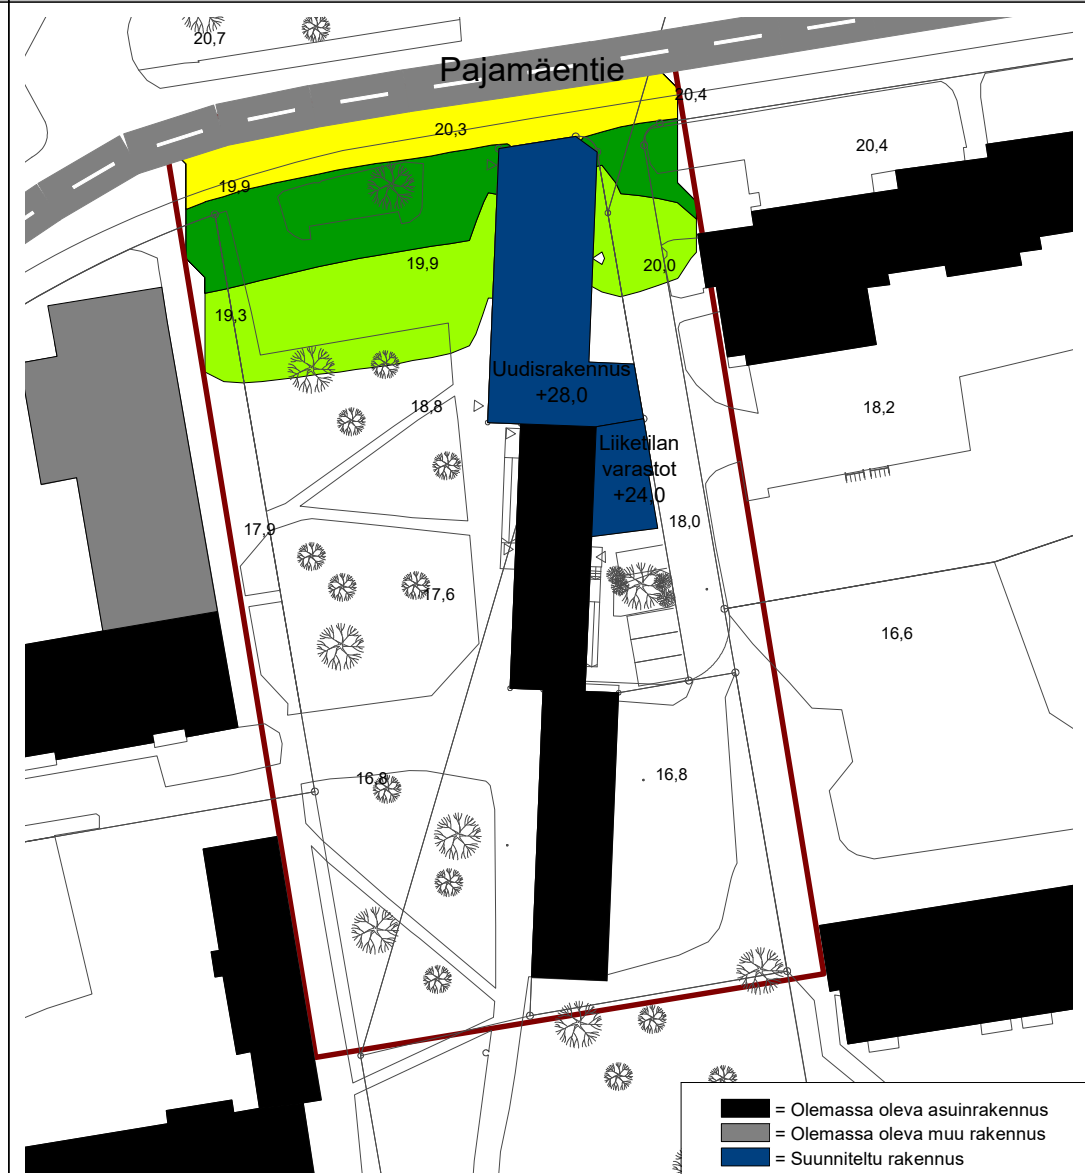 20,7
Pajamäentie
20,4
20,3
20,4
19,9
19,9
20,0
19,3
Uudisrakennus
+28,0
18,8
18,2
Liiketilan
varastot
+24,0
18,0
17,9
17,6
16,6
16,8
16,8
= Olemassa oleva asuinrakennus
= Olemassa oleva muu rakennus
= Suunniteltu rakennus